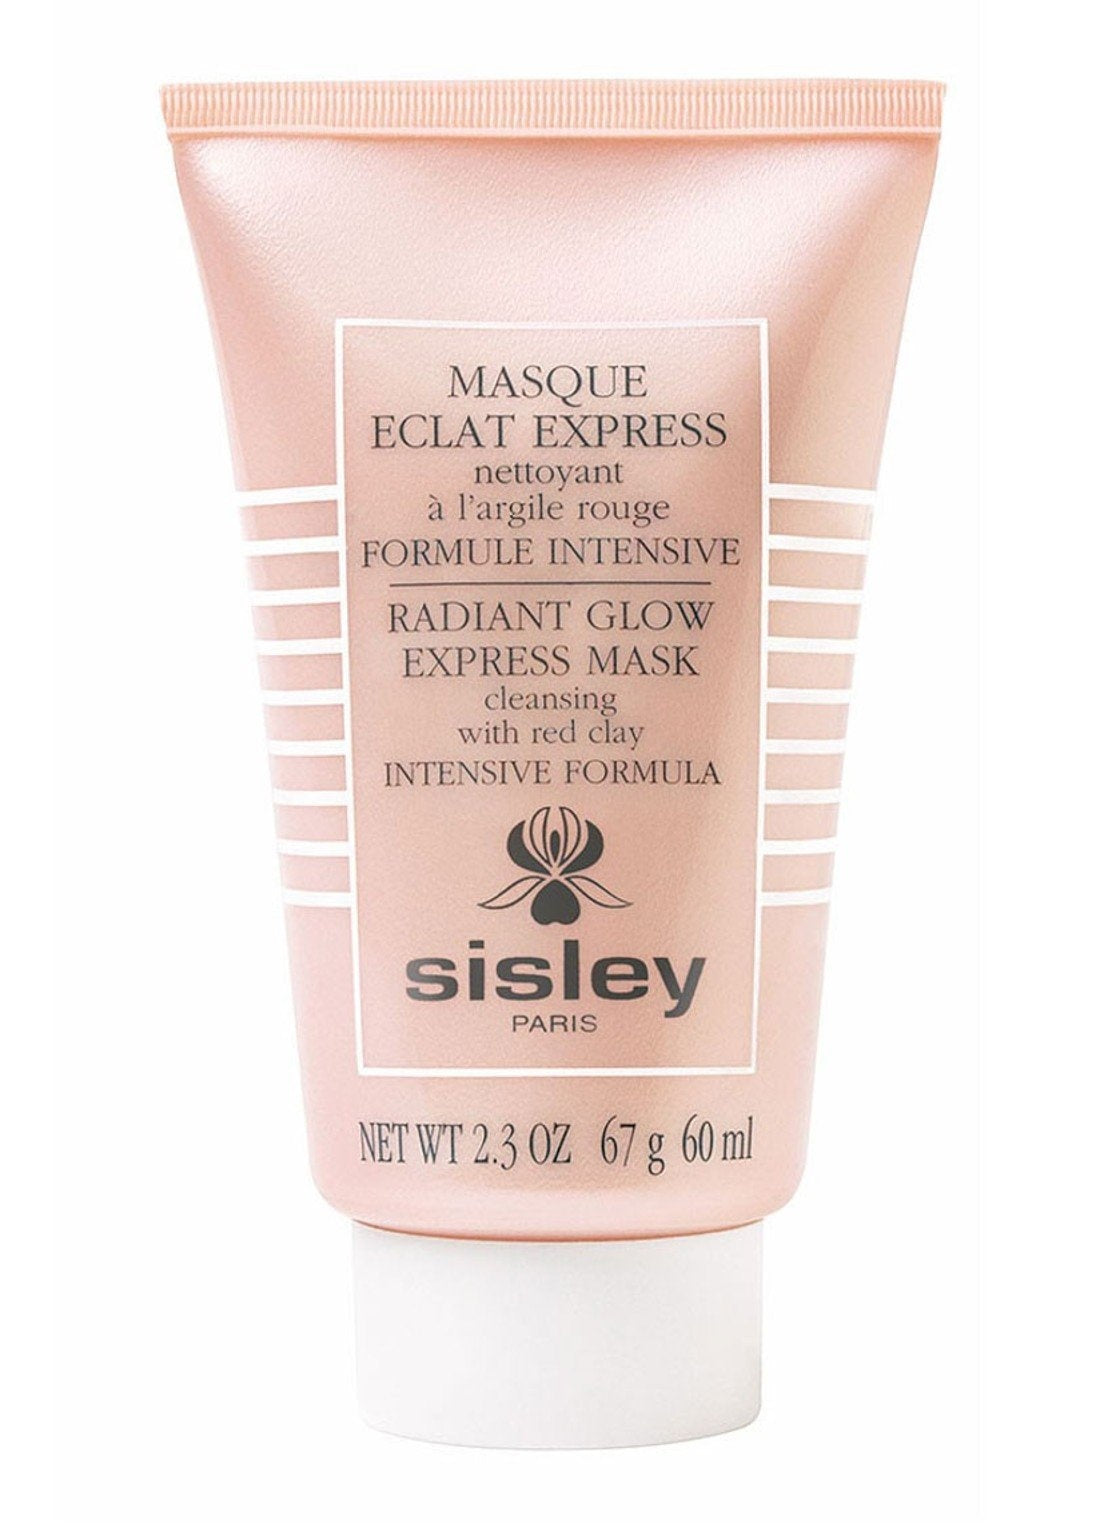 MASQUE
ECLAT EXPRESS
nettoyant
à l'argile rouge
FORMULE INTENSIVE
RADIANT GLOW
EXPRESS MASK
cleansing
with red clay
INTENSIVE FORMULA
sisley
PARIS
NET WT 2.3 OZ 67 g 60 ml